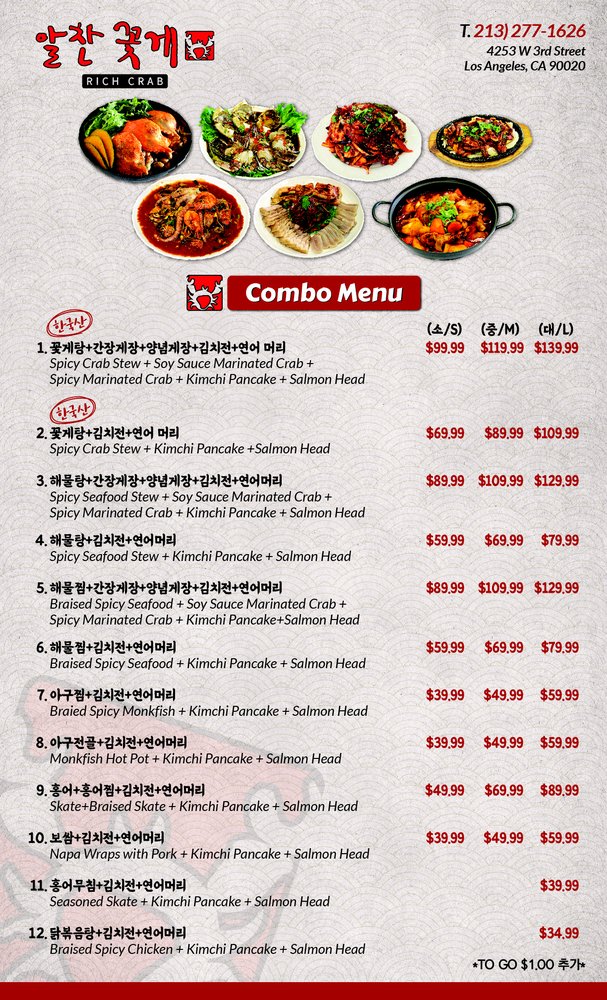 알찬 꽃게
RICH CRAB
T. 213) 277-1626
4253 W 3rd Street
Los Angeles, CA 90020
Combo Menu
한국산
(소/S) (중/M) (대/L)
1. 꽃게탕+간장게장+양념게장+김치전+연어 머리 $99.99 $119.99 $139.99
Spicy Crab Stew + Soy Sauce Marinated Crab +
Spicy Marinated Crab + Kimchi Pancake + Salmon Head
한국산
2. 꽃게탕+김치전+연어 머리 $69.99 $89.99 $109.99
Spicy Crab Stew + Kimchi Pancake +Salmon Head
3. 해물탕+간장게장+양념게장+김치전+연어머리 $89.99 $109.99 $129.99
Spicy Seafood Stew + Soy Sauce Marinated Crab +
Spicy Marinated Crab + Kimchi Pancake + Salmon Head
4. 해물탕+김치전+연어머리 $59.99 $69.99 $79.99
Spicy Seafood Stew + Kimchi Pancake + Salmon Head
5. 해물찜+간장게장+양념게장+김치전+연어머리 $89.99 $109.99 $129.99
Braised Spicy Seafood + Soy Sauce Marinated Crab +
Spicy Marinated Crab + Kimchi Pancake+Salmon Head
6. 해물찜+김치전+연어머리 $59.99 $69.99 $79.99
Braised Spicy Seafood + Kimchi Pancake + Salmon Head
7. 아구찜+김치전+연어머리 $39.99 $49.99 $59.99
Braied Spicy Monkfish + Kimchi Pancake + Salmon Head
8. 아구전골+김치전+연어머리 $39.99 $49.99 $59.99
Monkfish Hot Pot + Kimchi Pancake + Salmon Head
9. 홍어+홍어찜+김치전+연어머리 $49.99 $69.99 $89.99
Skate+Braised Skate + Kimchi Pancake + Salmon Head
10. 보쌈+김치전+연어머리 $39.99 $49.99 $59.99
Napa Wraps with Pork + Kimchi Pancake + Salmon Head
11. 홍어무침+김치전+연어머리 $39.99
Seasoned Skate + Kimchi Pancake + Salmon Head
12. 닭볶음탕+김치전+연어머리 $34.99
Braised Spicy Chicken + Kimchi Pancake + Salmon Head
*TO GO $1.00 추가*